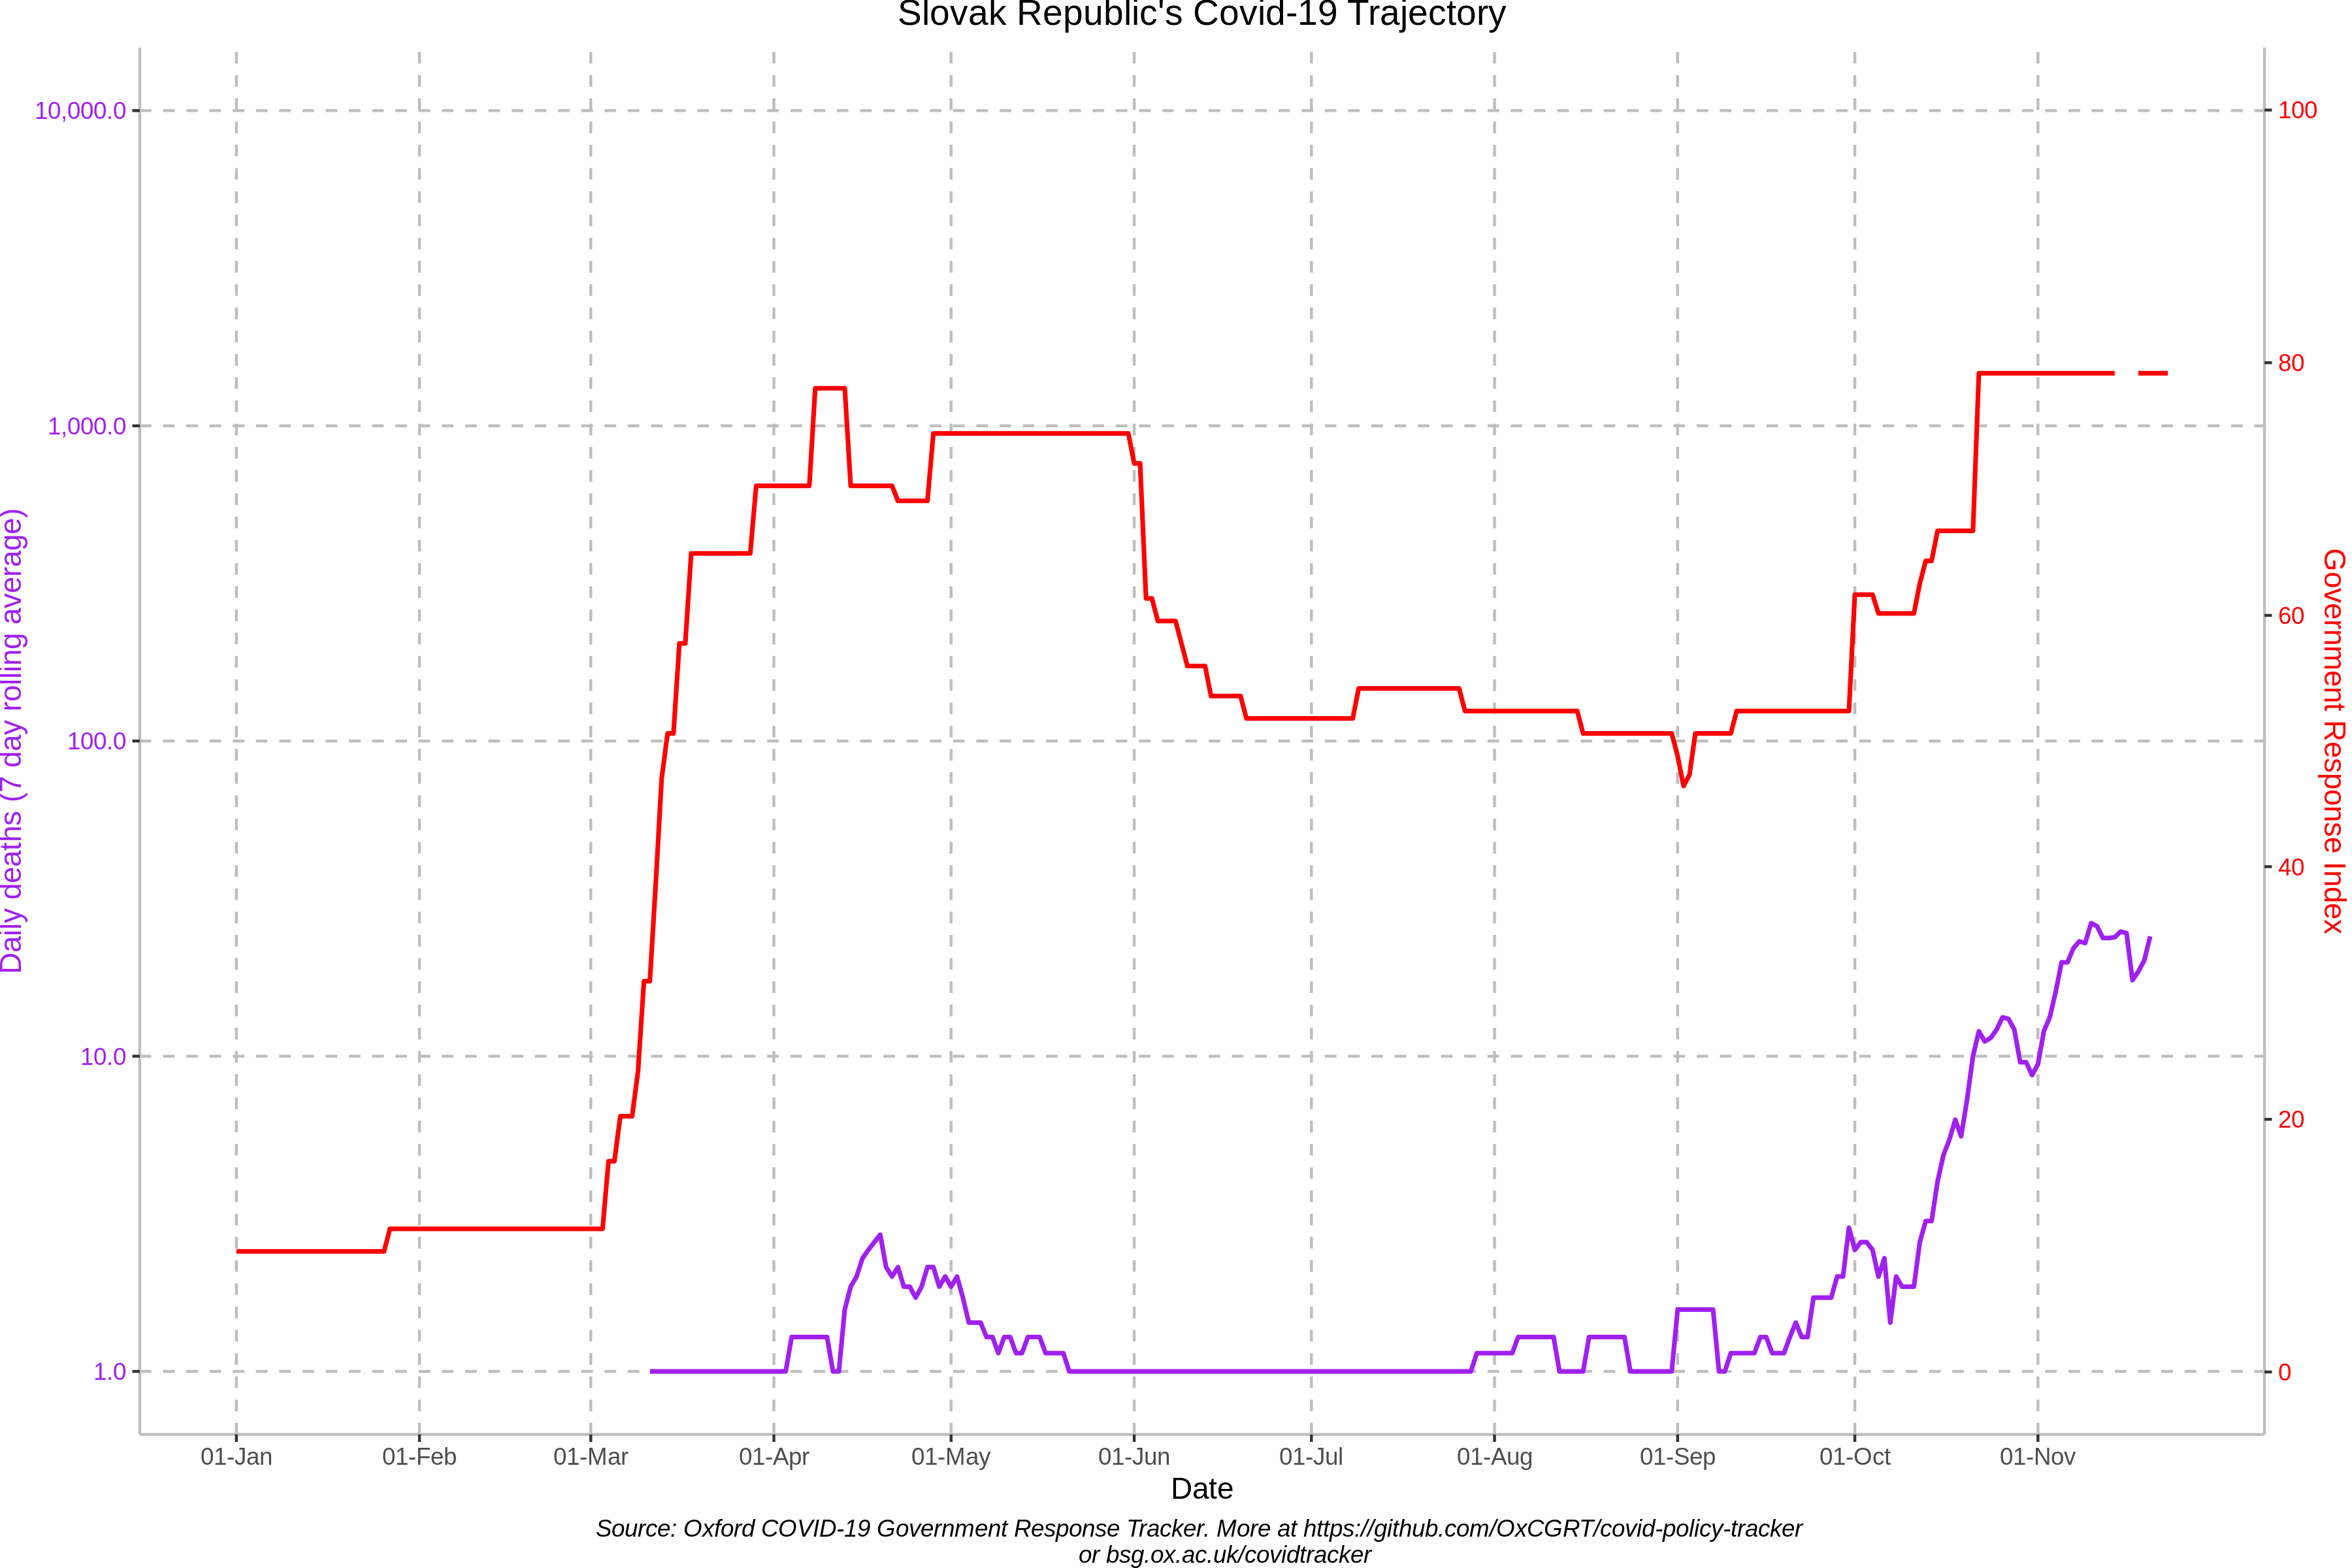 Slovak Republic's Covid-19 Trajectory
10,000.0
1,000.0
100.0
10.0
1.0
Daily deaths (7 day rolling average)
100
80
60
40
20
0
Government Response Index
01-Jan 01-Feb 01-Mar 01-Apr 01-May 01-Jun 01-Jul 01-Aug 01-Sep 01-Oct 01-Nov
Date
Source: Oxford COVID-19 Government Response Tracker. More at https://github.com/OxCGRT/covid-policy-tracker
or bsg.ox.ac.uk/covidtracker